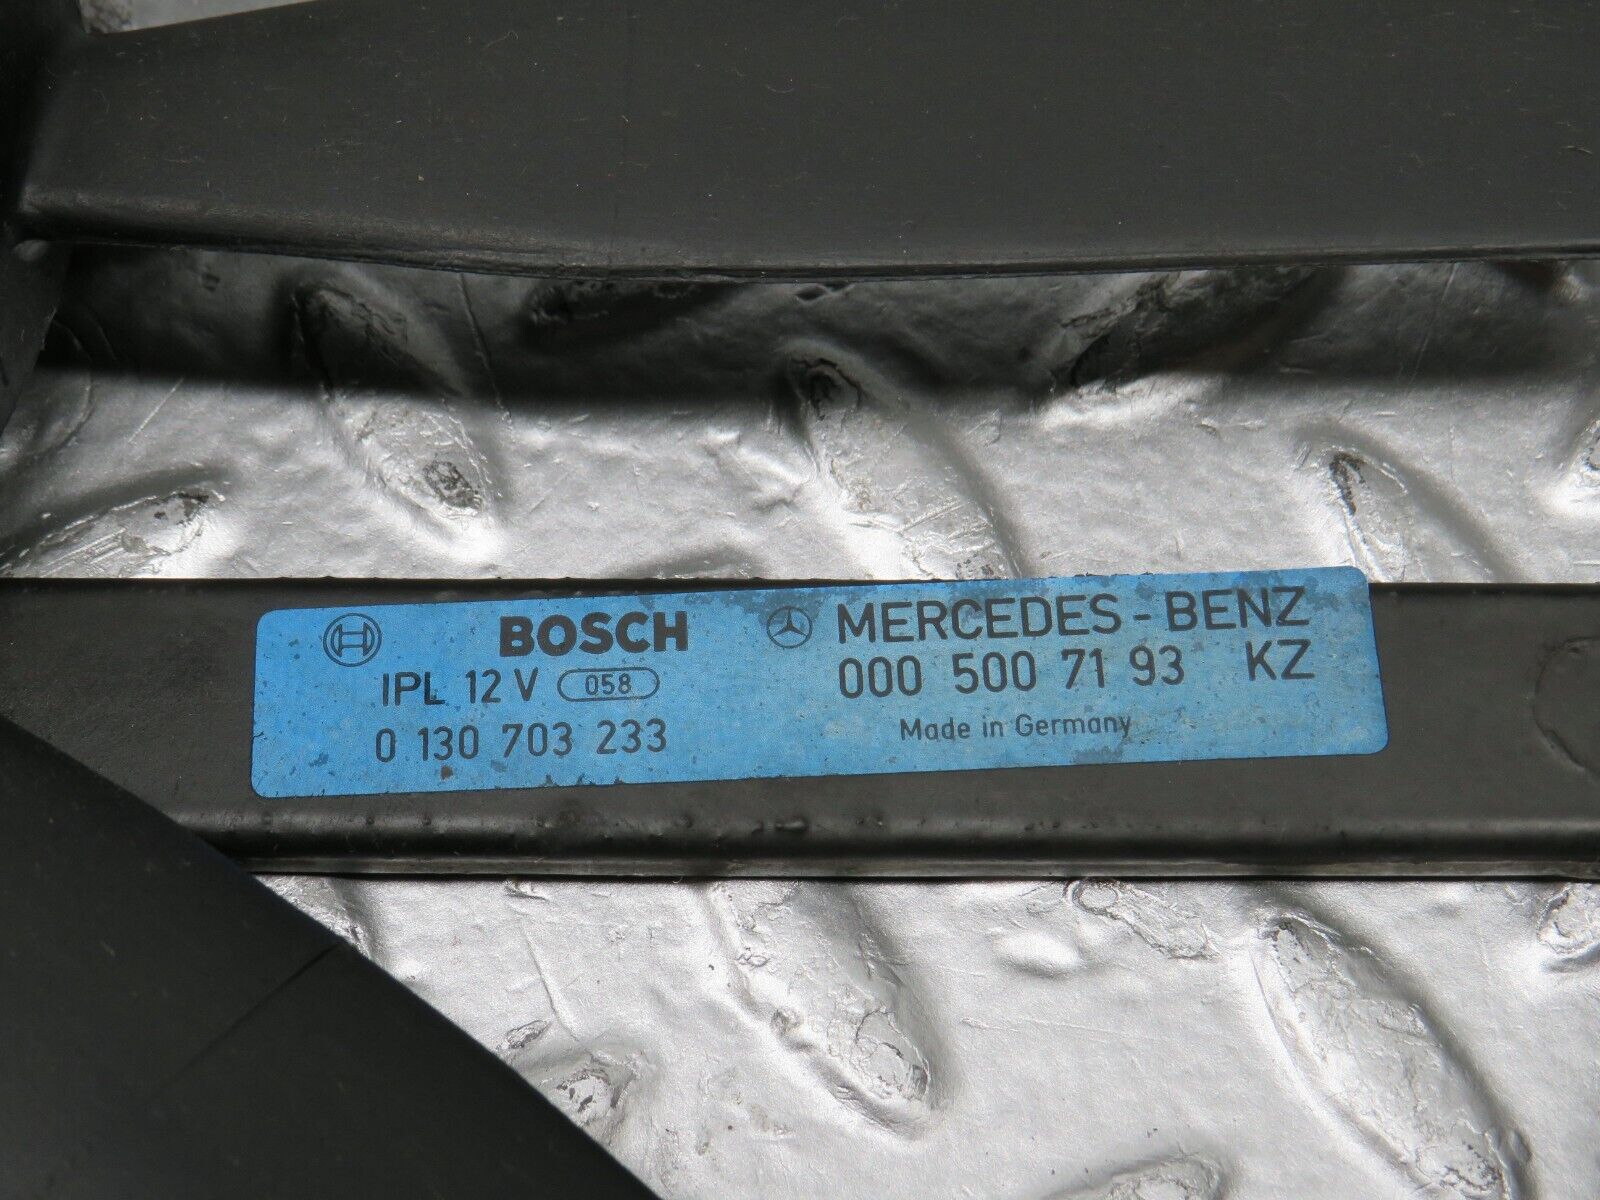 BOSCH
IPL 12 V 058
0 130 703 233
MERCEDES-BENZ
000 500 71 93 KZ
Made in Germany